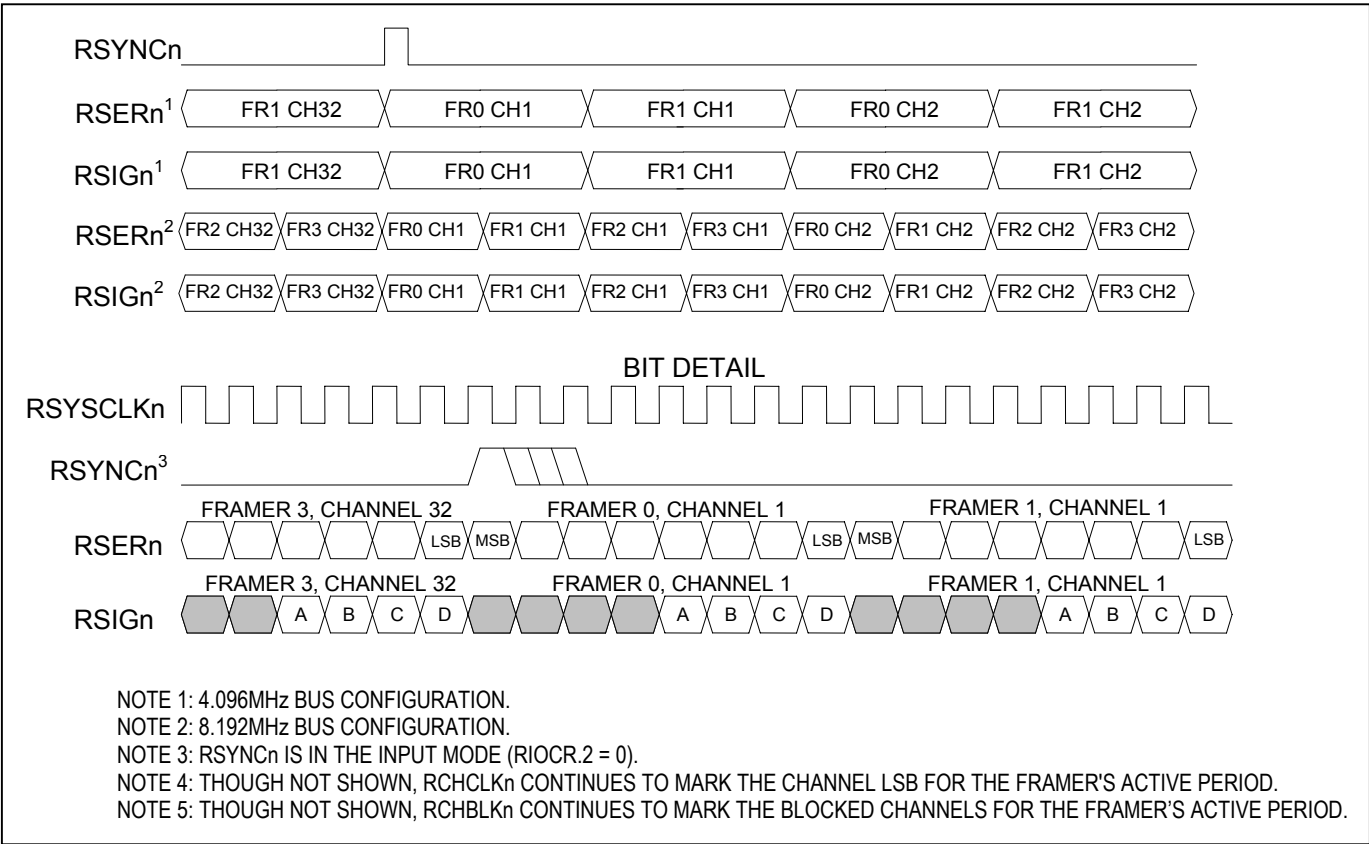 RSYNCn
RSERn1 FR1 CH32 FR0 CH1 FR1 CH1 FR0 CH2 FR1 CH2
RSIGn1 FR1 CH32 FR0 CH1 FR1 CH1 FR0 CH2 FR1 CH2
RSERn2 FR2 CH32 FR3 CH32 FR0 CH1 FR1 CH1 FR2 CH1 FR3 CH1 FR0 CH2 FR1 CH2 FR2 CH2 FR3 CH2
RSIGn2 FR2 CH32 FR3 CH32 FR0 CH1 FR1 CH1 FR2 CH1 FR3 CH1 FR0 CH2 FR1 CH2 FR2 CH2 FR3 CH2
BIT DETAIL
RSYSCLKn
RSYNCn3
FRAMER 3, CHANNEL 32 FRAMER 0, CHANNEL 1 FRAMER 1, CHANNEL 1
RSERn LSB MSB LSB MSB LSB
FRAMER 3, CHANNEL 32 FRAMER 0, CHANNEL 1 FRAMER 1, CHANNEL 1
RSIGn A B C D A B C D A B C D
NOTE 1: 4.096MHz BUS CONFIGURATION.
NOTE 2: 8.192MHz BUS CONFIGURATION.
NOTE 3: RSYNCn IS IN THE INPUT MODE (RIOCR.2 = 0).
NOTE 4: THOUGH NOT SHOWN, RCHCLKn CONTINUES TO MARK THE CHANNEL LSB FOR THE FRAMER'S ACTIVE PERIOD.
NOTE 5: THOUGH NOT SHOWN, RCHBLKn CONTINUES TO MARK THE BLOCKED CHANNELS FOR THE FRAMER’S ACTIVE PERIOD.